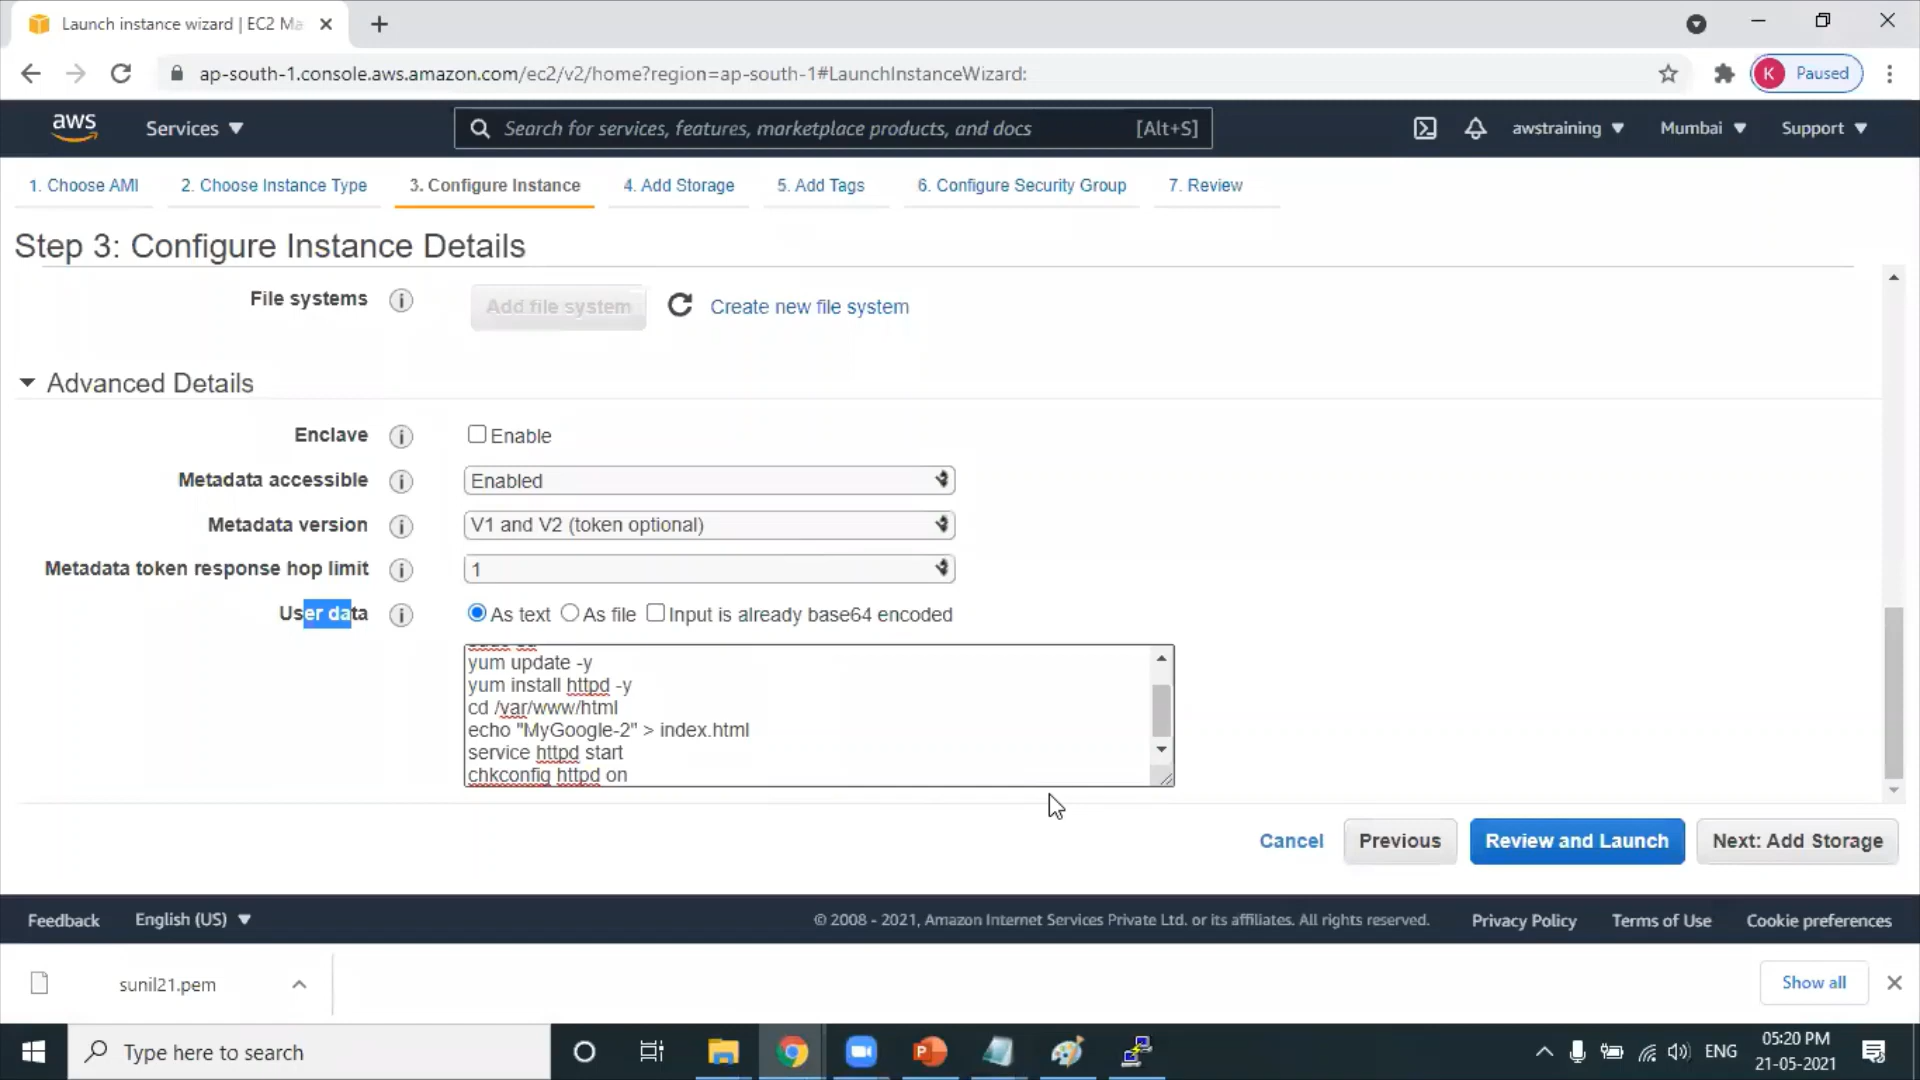 Launch instance wizard | EC2 Ma
ap-south-1.console.aws.amazon.com/ec2/v2/home?region=ap-south-1#LaunchInstanceWizard:
K Paused
aws Services Search for services, features, marketplace products, and docs [Alt+S] awstraining Mumbai Support
1. Choose AMI 2. Choose Instance Type 3. Configure Instance 4. Add Storage 5. Add Tags 6. Configure Security Group 7. Review
Step 3: Configure Instance Details
File systems Add file system Create new file system
Advanced Details
Enclave Enable
Metadata accessible Enabled
Metadata version V1 and V2 (token optional)
Metadata token response hop limit 1
User data As text As file Input is already base64 encoded
yum update -y
yum install httpd -y
cd /var/www/html
echo "MyGoogle-2" > index.html
service httpd start
chkconfig httpd on
Cancel Previous Review and Launch Next: Add Storage
Feedback English (US) © 2008 - 2021, Amazon Internet Services Private Ltd. or its affiliates. All rights reserved. Privacy Policy Terms of Use Cookie preferences
sunil21.pem Show all
Type here to search ENG 05:20 PM
21-05-2021